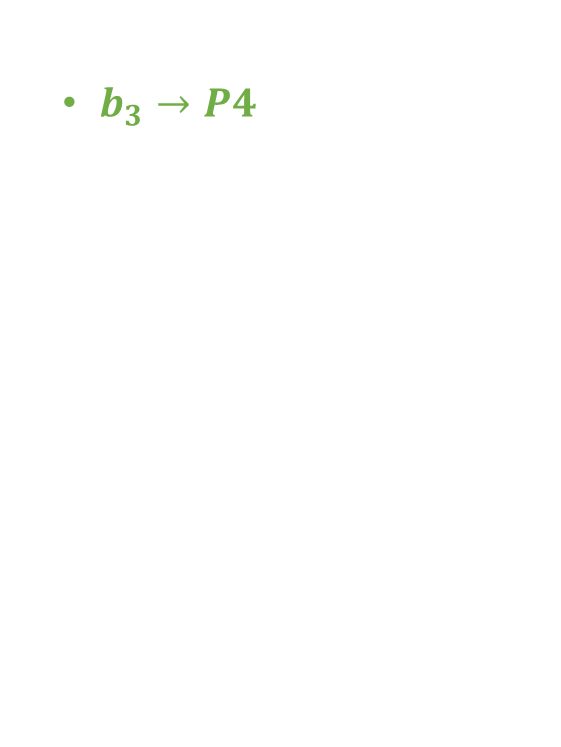 • b₃ → P4